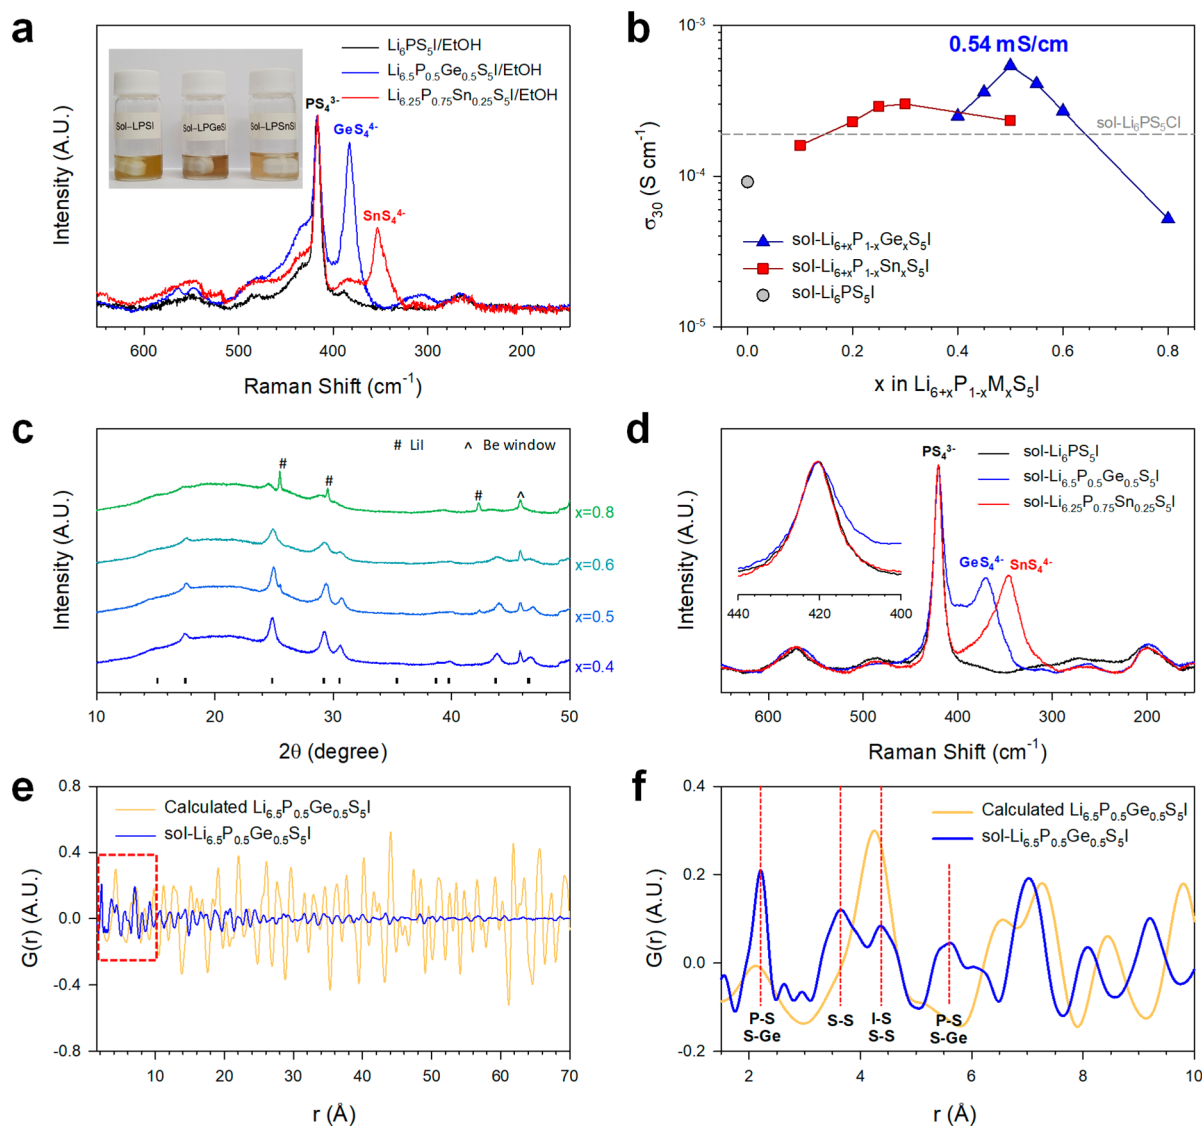 a
Li6PS5I/EtOH
Li6.5P0.5Ge0.5S5I/EtOH
Li6.25P0.75Sn0.25S5I/EtOH
Sol-LPSI
Sol-LPGeSI
Sol-LPSnSI
PS4³⁻
GeS4⁴⁻
SnS4⁴⁻
Intensity (A.U.)
600 500 400 300 200
Raman Shift (cm⁻¹)
b
0.54 mS/cm
10⁻³
10⁻⁴
10⁻⁵
sol-Li6PS5Cl
σ30 (S cm⁻¹)
sol-Li6+xP1-xGexS5I
sol-Li6+xP1-xSnxS5I
sol-Li6PS5I
0.0 0.2 0.4 0.6 0.8
x in Li6+xP1-xMxS5I
c
# LiI ^ Be window
#
#
#
^
x=0.8
x=0.6
x=0.5
x=0.4
Intensity (A.U.)
10 20 30 40 50
2θ (degree)
d
PS4³⁻
sol-Li6PS5I
sol-Li6.5P0.5Ge0.5S5I
sol-Li6.25P0.75Sn0.25S5I
GeS4⁴⁻
SnS4⁴⁻
440 420 400
Intensity (A.U.)
600 500 400 300 200
Raman Shift (cm⁻¹)
e
Calculated Li6.5P0.5Ge0.5S5I
sol-Li6.5P0.5Ge0.5S5I
0.8
0.4
0.0
-0.4
-0.8
G(r) (A.U.)
10 20 30 40 50 60 70
r (Å)
f
Calculated Li6.5P0.5Ge0.5S5I
sol-Li6.5P0.5Ge0.5S5I
0.4
0.2
0.0
-0.2
G(r) (A.U.)
P-S
S-Ge
S-S
I-S
S-S
P-S
S-Ge
2 4 6 8 10
r (Å)